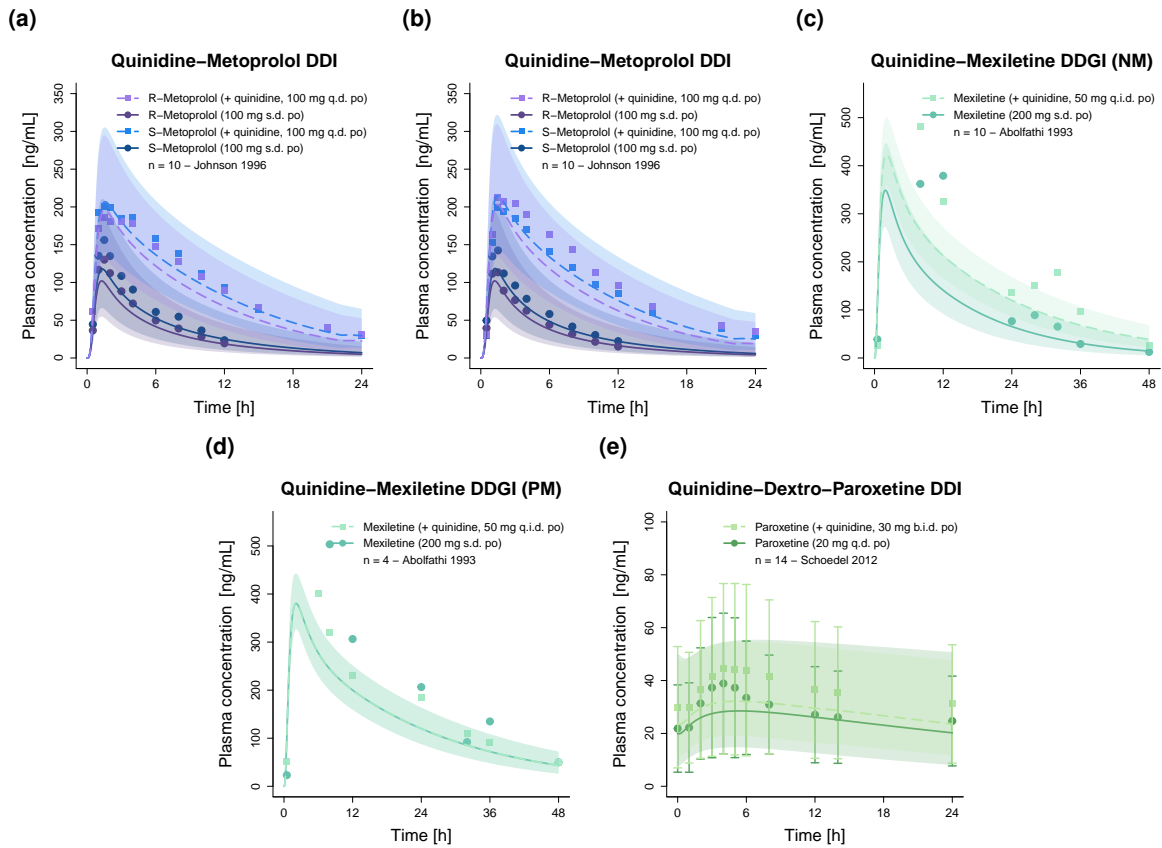 (a)
Quinidine−Metoprolol DDI
R−Metoprolol (+ quinidine, 100 mg q.d. po)
R−Metoprolol (100 mg s.d. po)
S−Metoprolol (+ quinidine, 100 mg q.d. po)
S−Metoprolol (100 mg s.d. po)
n = 10 − Johnson 1996
Plasma concentration [ng/mL]
350
300
250
200
150
100
50
0
0 6 12 24
Time [h]
(b)
Quinidine−Metoprolol DDI
R−Metoprolol (+ quinidine, 100 mg q.d. po)
R−Metoprolol (100 mg s.d. po)
S−Metoprolol (+ quinidine, 100 mg q.d. po)
S−Metoprolol (100 mg s.d. po)
n = 10 − Johnson 1996
Plasma concentration [ng/mL]
350
300
250
200
150
100
50
0
0 6 12 24
Time [h]
(c)
Quinidine−Mexiletine DDGI (NM)
Mexiletine (+ quinidine, 50 mg q.i.d. po)
Mexiletine (200 mg s.d. po)
n = 10 − Abolfathi 1993
Plasma concentration [ng/mL]
500
400
300
200
100
0
0 12 24 36 48
Time [h]
(d)
Quinidine−Mexiletine DDGI (PM)
Mexiletine (+ quinidine, 50 mg q.i.d. po)
Mexiletine (200 mg s.d. po)
n = 4 − Abolfathi 1993
Plasma concentration [ng/mL]
500
400
300
200
100
0
0 12 24 36 48
Time [h]
(e)
Quinidine−Dextro−Paroxetine DDI
Paroxetine (+ quinidine, 30 mg b.i.d. po)
Paroxetine (20 mg q.d. po)
n = 14 − Schoedel 2012
Plasma concentration [ng/mL]
100
80
60
40
20
0
0 6 12 24
Time [h]